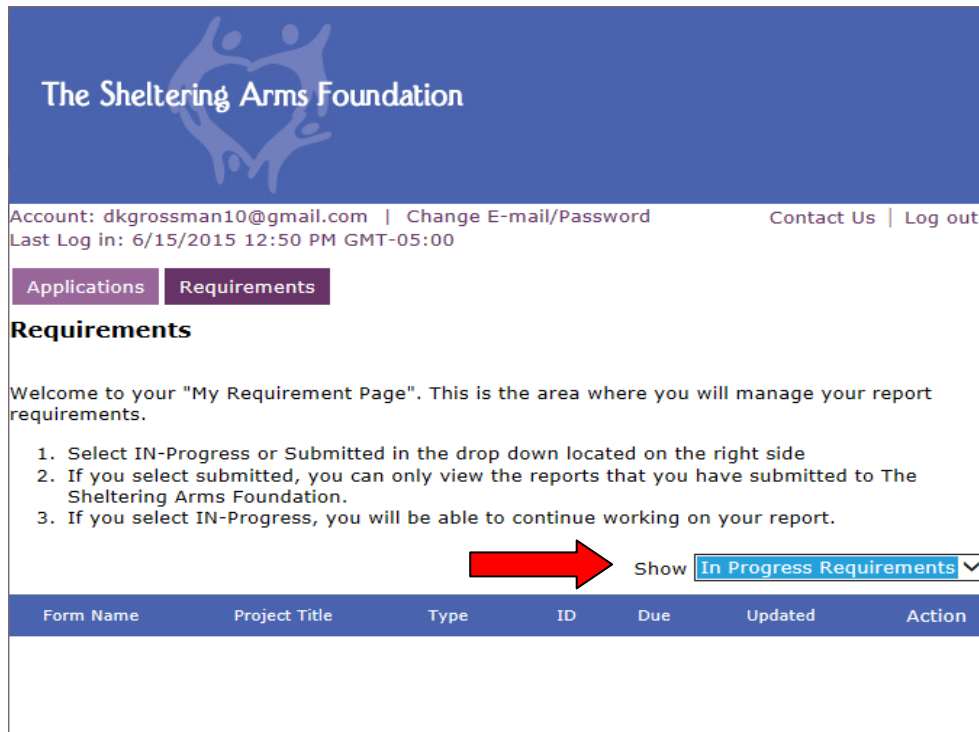 The Sheltering Arms Foundation
Account: dkgrossman10@gmail.com | Change E-mail/Password Contact Us | Log out
Last Log in: 6/15/2015 12:50 PM GMT-05:00
Applications Requirements
Requirements
Welcome to your "My Requirement Page". This is the area where you will manage your report
requirements.
1. Select IN-Progress or Submitted in the drop down located on the right side
2. If you select submitted, you can only view the reports that you have submitted to The
Sheltering Arms Foundation.
3. If you select IN-Progress, you will be able to continue working on your report.
Show In Progress Requirements
Form Name Project Title Type ID Due Updated Action